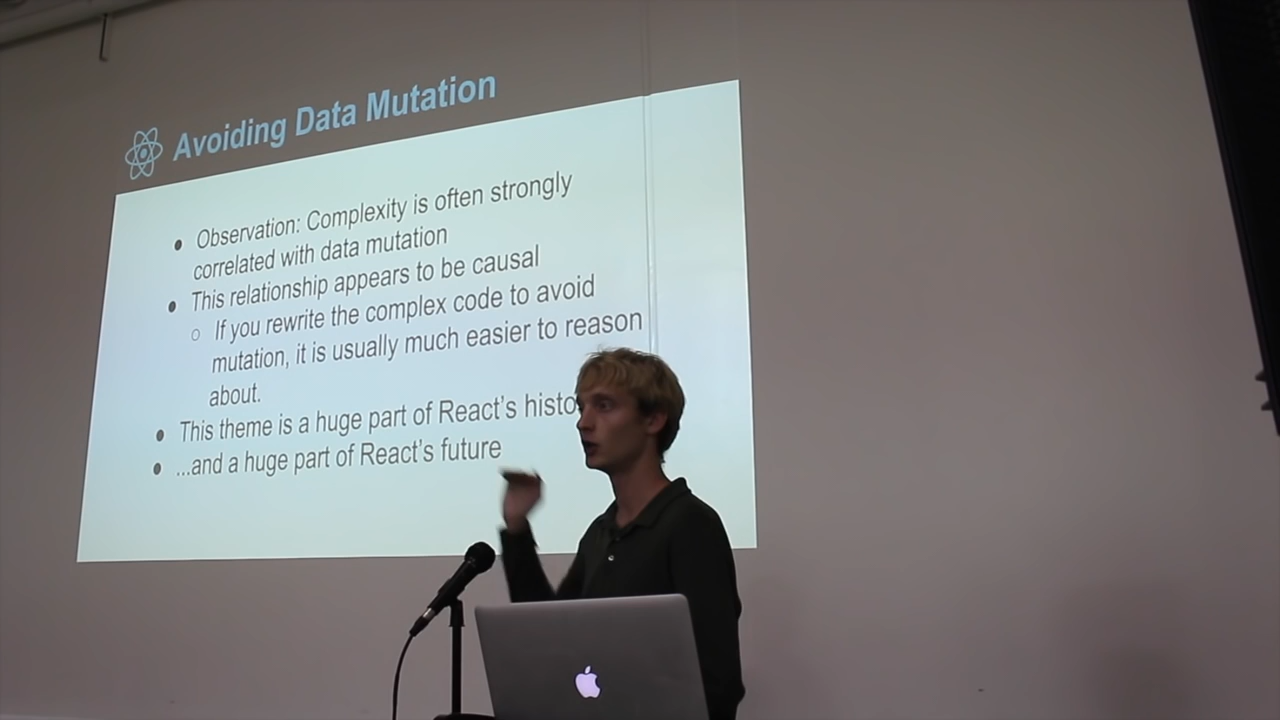 Avoiding Data Mutation
● Observation: Complexity is often strongly
correlated with data mutation
● This relationship appears to be causal
○ If you rewrite the complex code to avoid
mutation, it is usually much easier to reason
about.
● This theme is a huge part of React's histo
● ...and a huge part of React's future